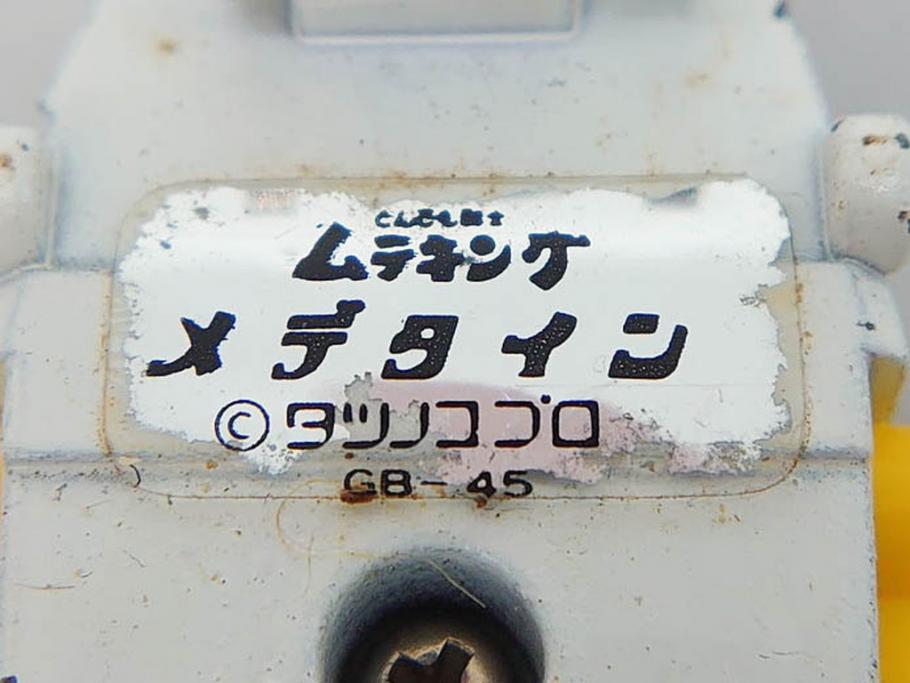 とんでも戦士
ムテキング
メデタイン
©タツノコプロ
GB-45